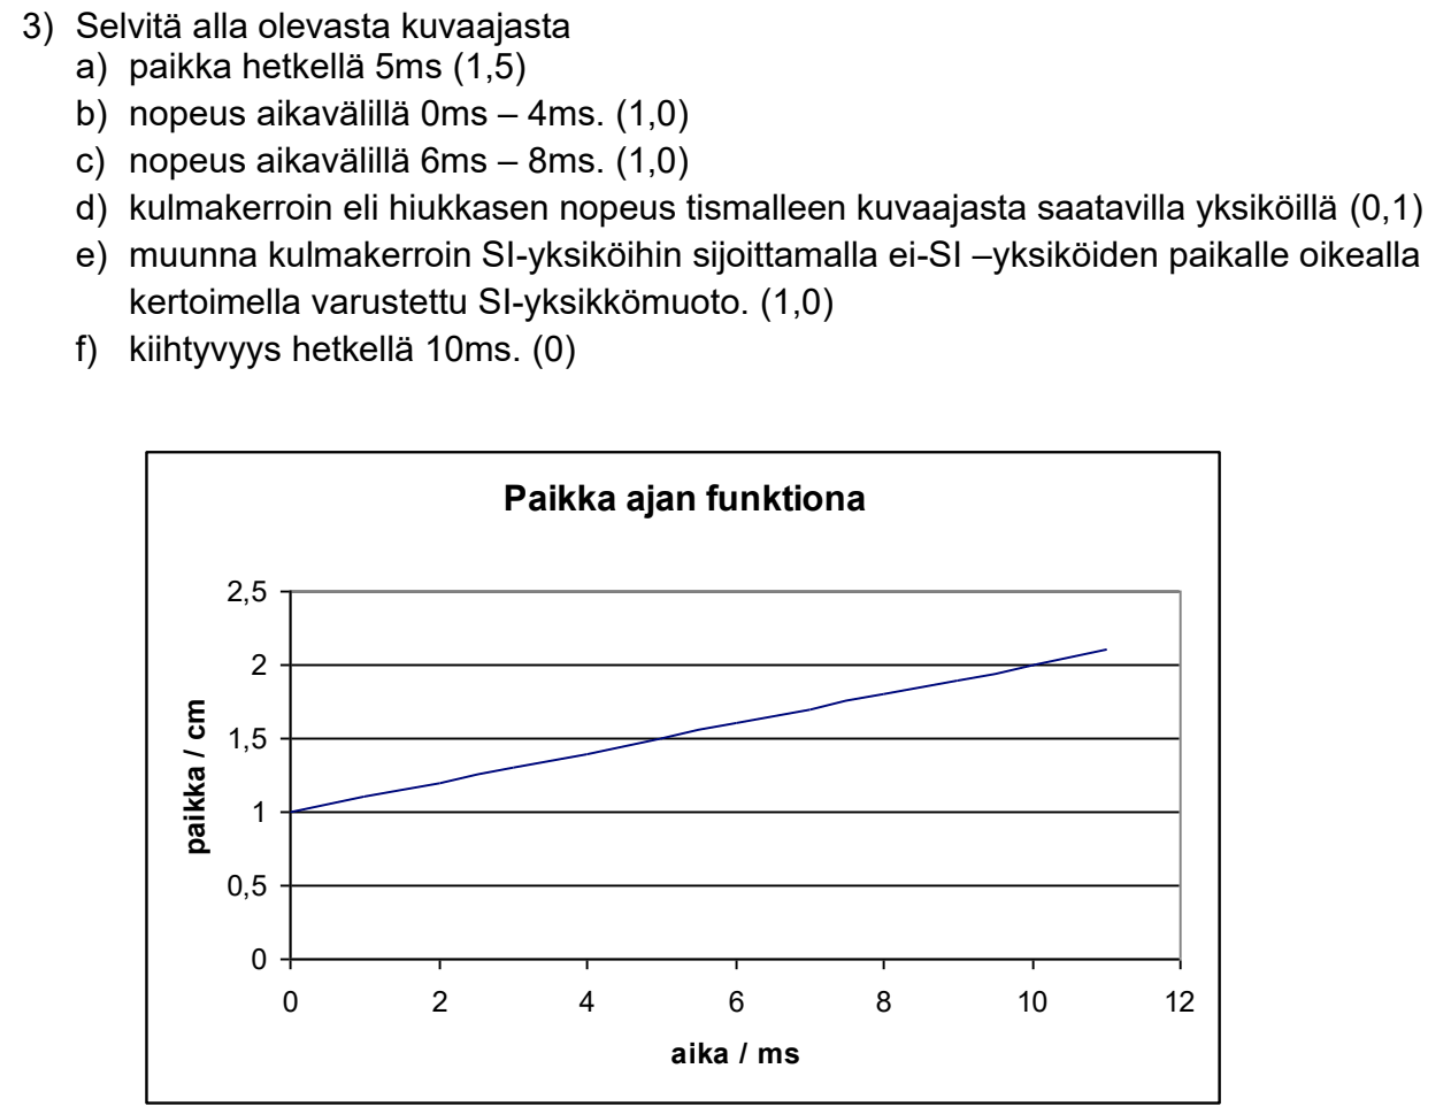 3) Selvitä alla olevasta kuvaajasta
a) paikka hetkellä 5ms (1,5)
b) nopeus aikavälillä 0ms – 4ms. (1,0)
c) nopeus aikavälillä 6ms – 8ms. (1,0)
d) kulmakerroin eli hiukkasen nopeus tismalleen kuvaajasta saatavilla yksiköillä (0,1)
e) muunna kulmakerroin SI-yksiköihin sijoittamalla ei-SI –yksiköiden paikalle oikealla
kertoimella varustettu SI-yksikkömuoto. (1,0)
f) kiihtyvyys hetkellä 10ms. (0)
Paikka ajan funktiona
2,5
2
1,5
1
0,5
0
paikka / cm
0 2 4 6 8 10 12
aika / ms